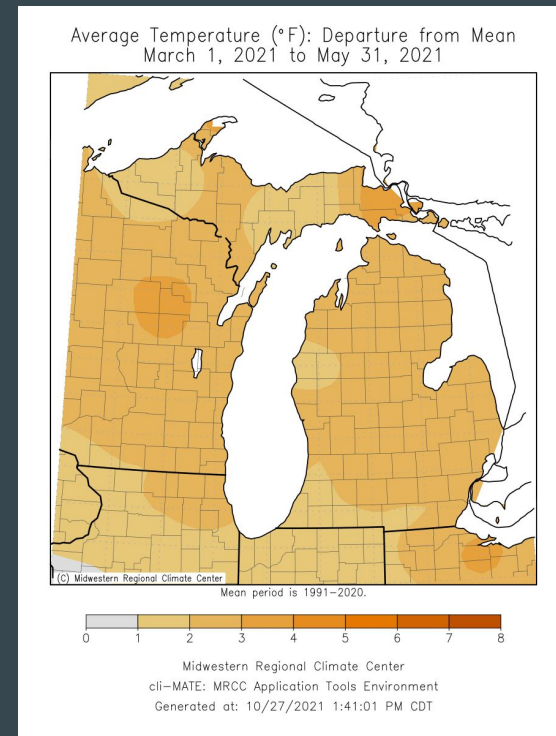 Average Temperature (°F): Departure from Mean
March 1, 2021 to May 31, 2021
(C) Midwestern Regional Climate Center
Mean period is 1991-2020.
0 1 2 3 4 5 6 7 8
Midwestern Regional Climate Center
cli-MATE: MRCC Application Tools Environment
Generated at: 10/27/2021 1:41:01 PM CDT